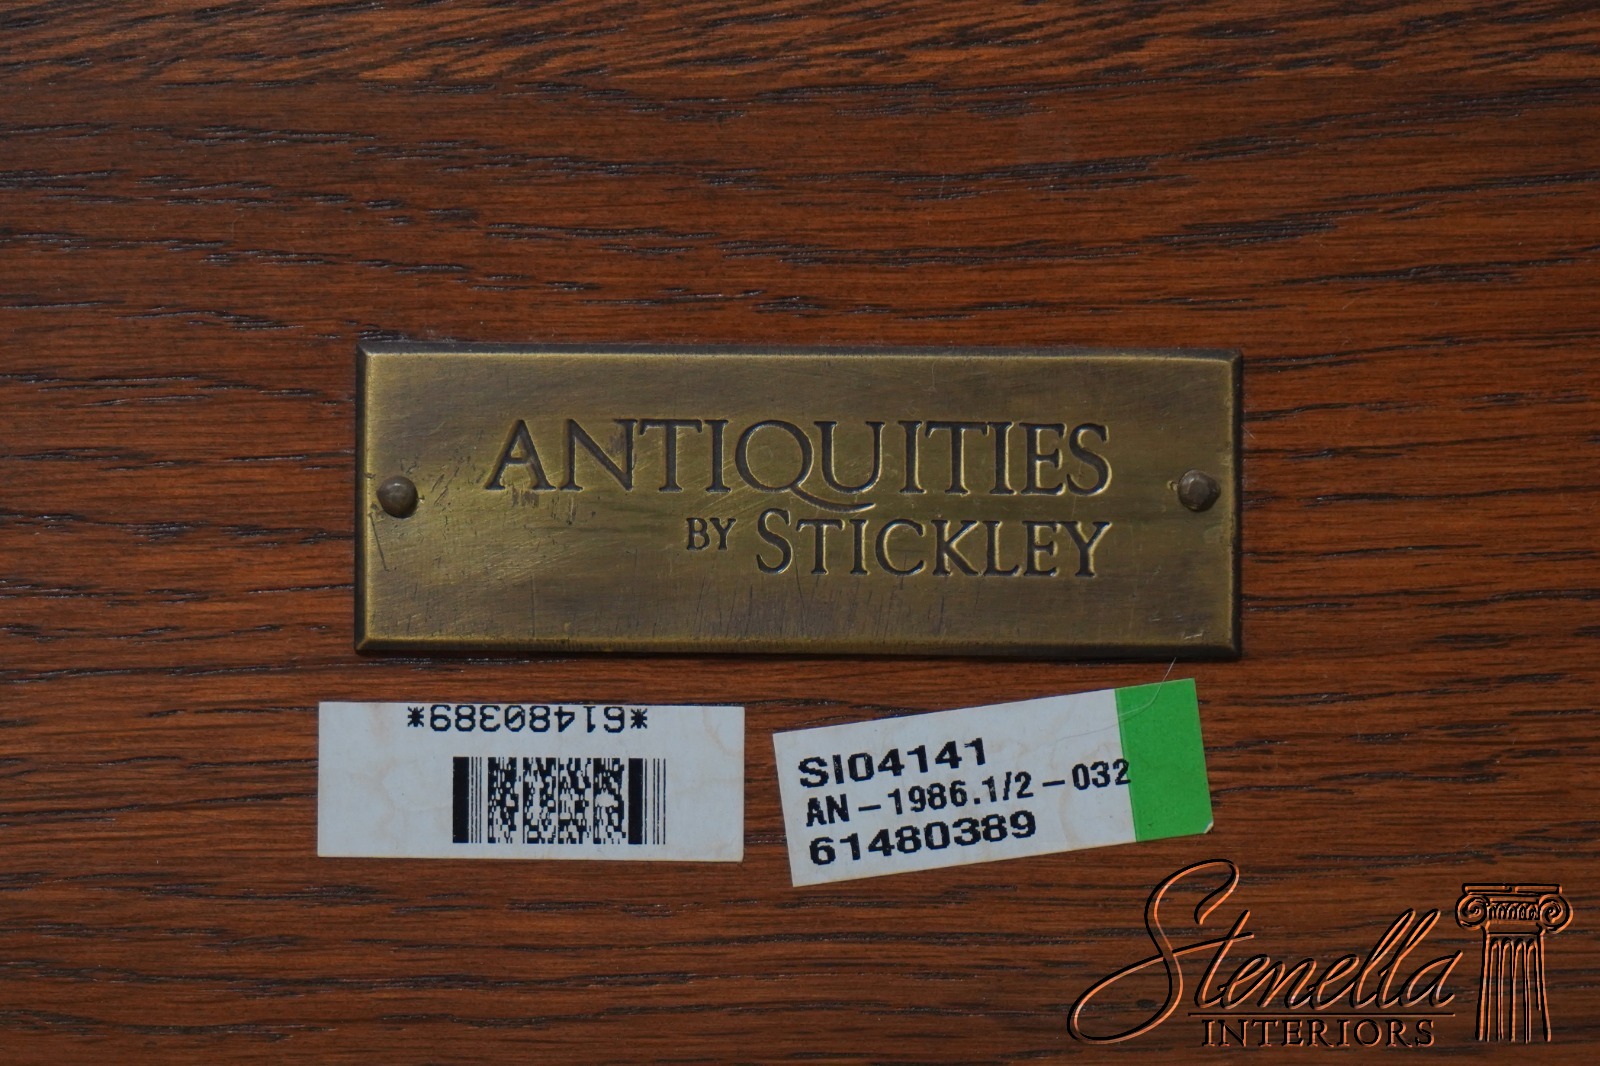 ANTIQUITIES
BY STICKLEY
*61480389*
SI04141
AN-1986.1/2-032
61480389
Stenella
INTERIORS